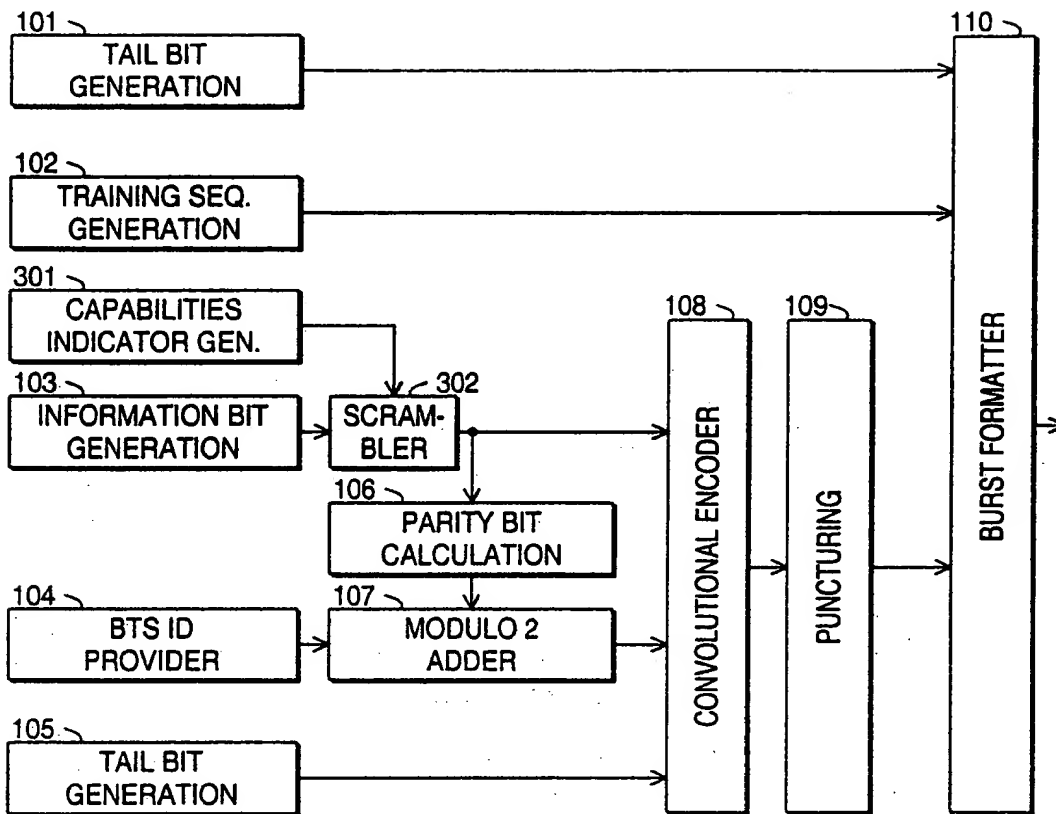 101
TAIL BIT
GENERATION
110
102
TRAINING SEQ.
GENERATION
301
CAPABILITIES
INDICATOR GEN.
108
109
103
INFORMATION BIT
GENERATION
302
SCRAM-
BLER
106
PARITY BIT
CALCULATION
104
BTS ID
PROVIDER
107
MODULO 2
ADDER
105
TAIL BIT
GENERATION
CONVOLUTIONAL ENCODER
PUNCTURING
BURST FORMATTER